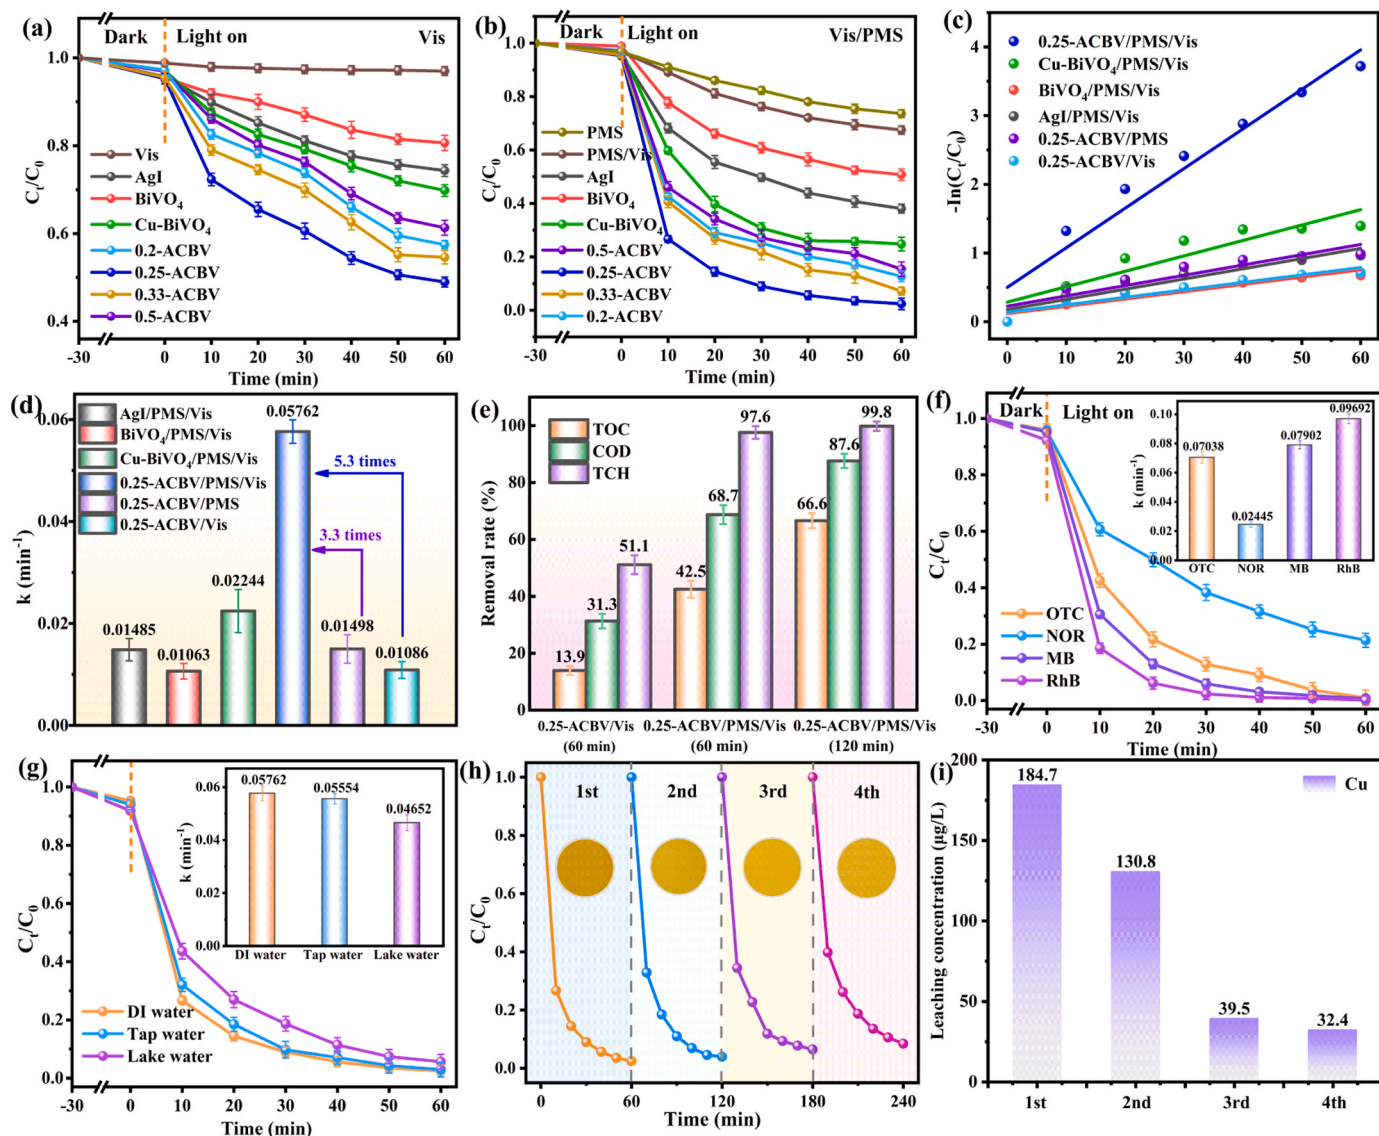 (a)
Dark
Light on
Vis
1.0
0.8
0.6
0.4
Ct/C0
Vis
AgI
BiVO4
Cu-BiVO4
0.2-ACBV
0.25-ACBV
0.33-ACBV
0.5-ACBV
-30 0 10 20 30 40 50 60
Time (min)
(b)
Dark
Light on
Vis/PMS
1.0
0.8
0.6
0.4
0.2
0.0
Ct/C0
PMS
PMS/Vis
AgI
BiVO4
Cu-BiVO4
0.5-ACBV
0.25-ACBV
0.33-ACBV
0.2-ACBV
-30 0 10 20 30 40 50 60
Time (min)
(c)
4
3
2
1
0
-In(Ct/C0)
0.25-ACBV/PMS/Vis
Cu-BiVO4/PMS/Vis
BiVO4/PMS/Vis
AgI/PMS/Vis
0.25-ACBV/PMS
0.25-ACBV/Vis
0 10 20 30 40 50 60
Time (min)
(d)
0.06
0.04
0.02
0.00
k (min-1)
AgI/PMS/Vis
BiVO4/PMS/Vis
Cu-BiVO4/PMS/Vis
0.25-ACBV/PMS/Vis
0.25-ACBV/PMS
0.25-ACBV/Vis
0.05762
5.3 times
3.3 times
0.02244
0.01485
0.01063
0.01498
0.01086
(e)
100
80
60
40
20
0
Removal rate (%)
TOC
COD
TCH
13.9
31.3
51.1
42.5
68.7
97.6
66.6
87.6
99.8
0.25-ACBV/Vis 0.25-ACBV/PMS/Vis 0.25-ACBV/PMS/Vis
(60 min) (60 min) (120 min)
(f)
Dark
Light on
1.0
0.8
0.6
0.4
0.2
0.0
Ct/C0
OTC
NOR
MB
RhB
-30 0 10 20 30 40 50 60
Time (min)
0.10
0.08
0.06
0.04
0.02
0.00
k (min-1)
0.07038
0.02445
0.07902
0.09692
OTC NOR MB RhB
(g)
1.0
0.8
0.6
0.4
0.2
0.0
Ct/C0
DI water
Tap water
Lake water
-30 0 10 20 30 40 50 60
Time (min)
0.06
0.04
0.02
0.00
k (min-1)
0.05762
0.05554
0.04652
DI water Tap water Lake water
(h)
1.0
0.8
0.6
0.4
0.2
0.0
Ct/C0
1st 2nd 3rd 4th
0 60 120 180 240
Time (min)
(i)
200
150
100
50
0
Leaching concentration (μg/L)
Cu
184.7
130.8
39.5
32.4
1st 2nd 3rd 4th